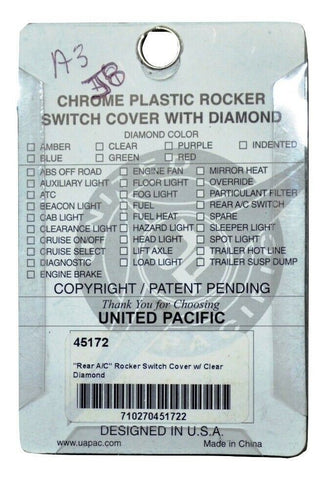 A3
J8
CHROME PLASTIC ROCKER
SWITCH COVER WITH DIAMOND
DIAMOND COLOR
AMBER CLEAR PURPLE INDENTED
BLUE GREEN RED
ABS OFF ROAD ENGINE FAN MIRROR HEAT
AUXILIARY LIGHT FLOOR LIGHT OVERRIDE
ATC FOG LIGHT PARTICULANT FILTER
BEACON LIGHT FUEL REAR A/C SWITCH
CAB LIGHT FUEL HEAT SPARE
CLEARANCE LIGHT HAZARD LIGHT SLEEPER LIGHT
CRUISE ON/OFF HEAD LIGHT SPOT LIGHT
CRUISE SELECT LIFT AXLE TRAILER HOT LINE
DIAGNOSTIC LOAD LIGHT TRAILER SUSP DUMP
ENGINE BRAKE
COPYRIGHT / PATENT PENDING
Thank You for Choosing
UNITED PACIFIC
45172
"Rear A/C" Rocker Switch Cover w/ Clear
Diamond
710270451722
DESIGNED IN U.S.A.
www.uapac.com Made in China